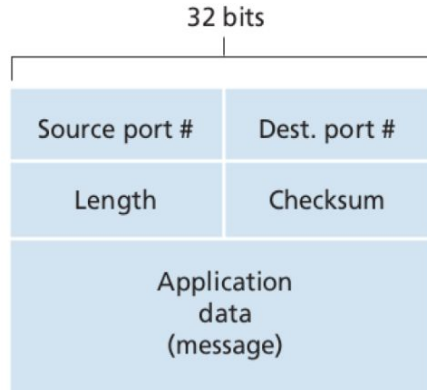 32 bits
Source port #
Dest. port #
Length
Checksum
Application
data
(message)